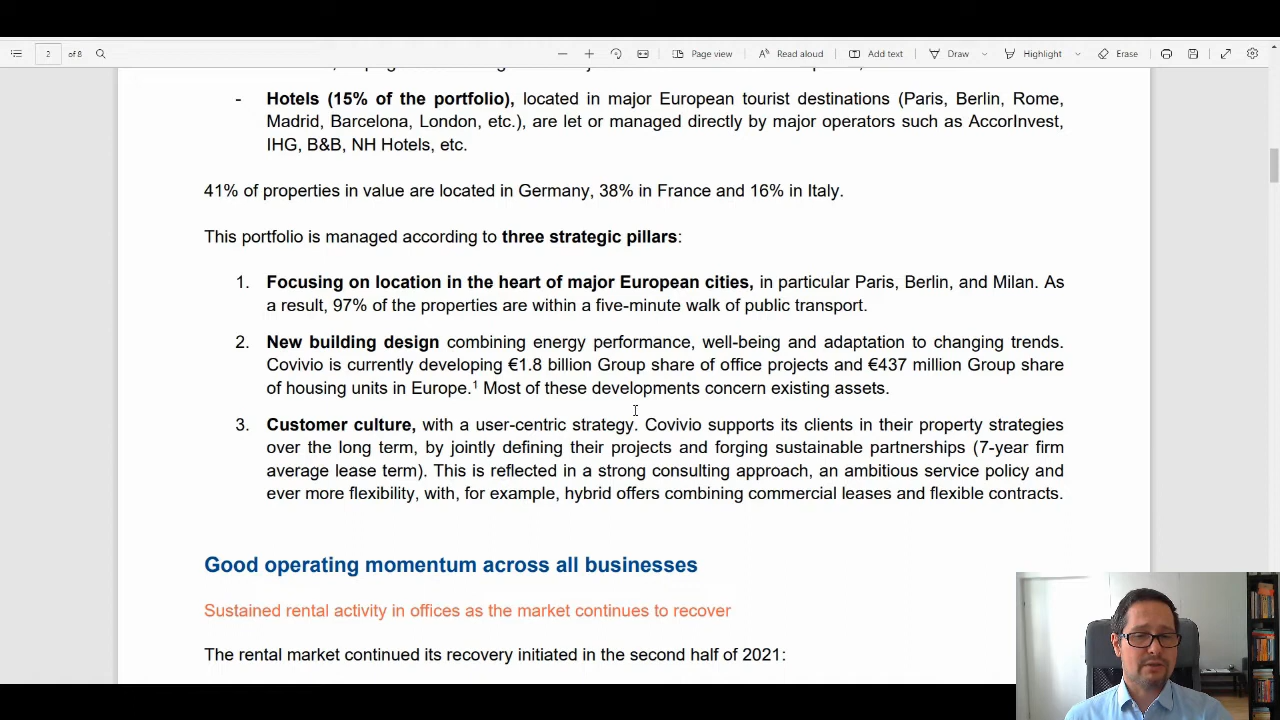 2
of 8
Page view
Read aloud
Add text
Draw
Highlight
Erase
- Hotels (15% of the portfolio), located in major European tourist destinations (Paris, Berlin, Rome,
Madrid, Barcelona, London, etc.), are let or managed directly by major operators such as AccorInvest,
IHG, B&B, NH Hotels, etc.
41% of properties in value are located in Germany, 38% in France and 16% in Italy.
This portfolio is managed according to three strategic pillars:
1. Focusing on location in the heart of major European cities, in particular Paris, Berlin, and Milan. As
a result, 97% of the properties are within a five-minute walk of public transport.
2. New building design combining energy performance, well-being and adaptation to changing trends.
Covivio is currently developing €1.8 billion Group share of office projects and €437 million Group share
of housing units in Europe.¹ Most of these developments concern existing assets.
3. Customer culture, with a user-centric strategy. Covivio supports its clients in their property strategies
over the long term, by jointly defining their projects and forging sustainable partnerships (7-year firm
average lease term). This is reflected in a strong consulting approach, an ambitious service policy and
ever more flexibility, with, for example, hybrid offers combining commercial leases and flexible contracts.
Good operating momentum across all businesses
Sustained rental activity in offices as the market continues to recover
The rental market continued its recovery initiated in the second half of 2021: